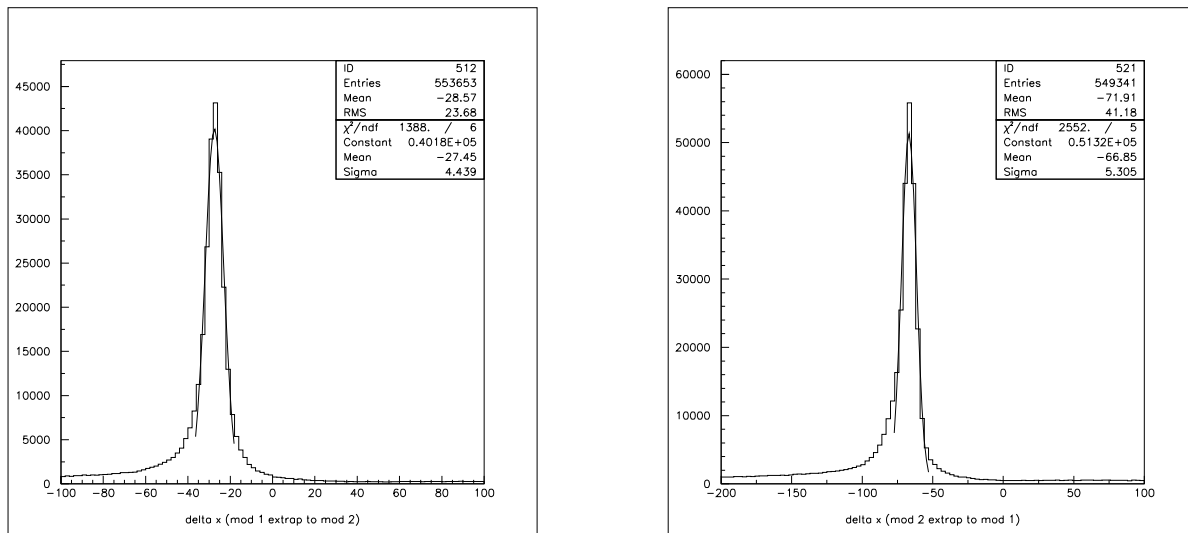 ID 512
Entries 553653
Mean -28.57
RMS 23.68
χ²/ndf 1388. / 6
Constant 0.4018E+05
Mean -27.45
Sigma 4.439
45000
40000
35000
30000
25000
20000
15000
10000
5000
0
-100 -80 -60 -40 -20 0 20 40 60 80 100
delta x (mod 1 extrap to mod 2)
ID 521
Entries 549341
Mean -71.91
RMS 41.18
χ²/ndf 2552. / 5
Constant 0.5132E+05
Mean -66.85
Sigma 5.305
60000
50000
40000
30000
20000
10000
0
-200 -150 -100 -50 0 50 100
delta x (mod 2 extrap to mod 1)